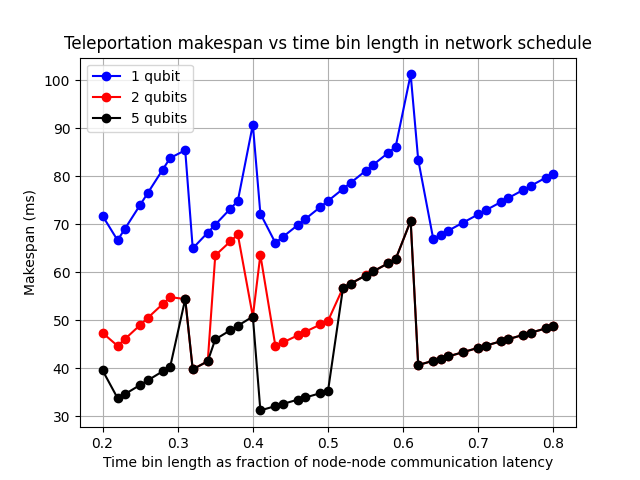 Teleportation makespan vs time bin length in network schedule
1 qubit
2 qubits
5 qubits
100
90
80
70
60
50
40
30
Makespan (ms)
0.2 0.3 0.4 0.5 0.6 0.7 0.8
Time bin length as fraction of node-node communication latency